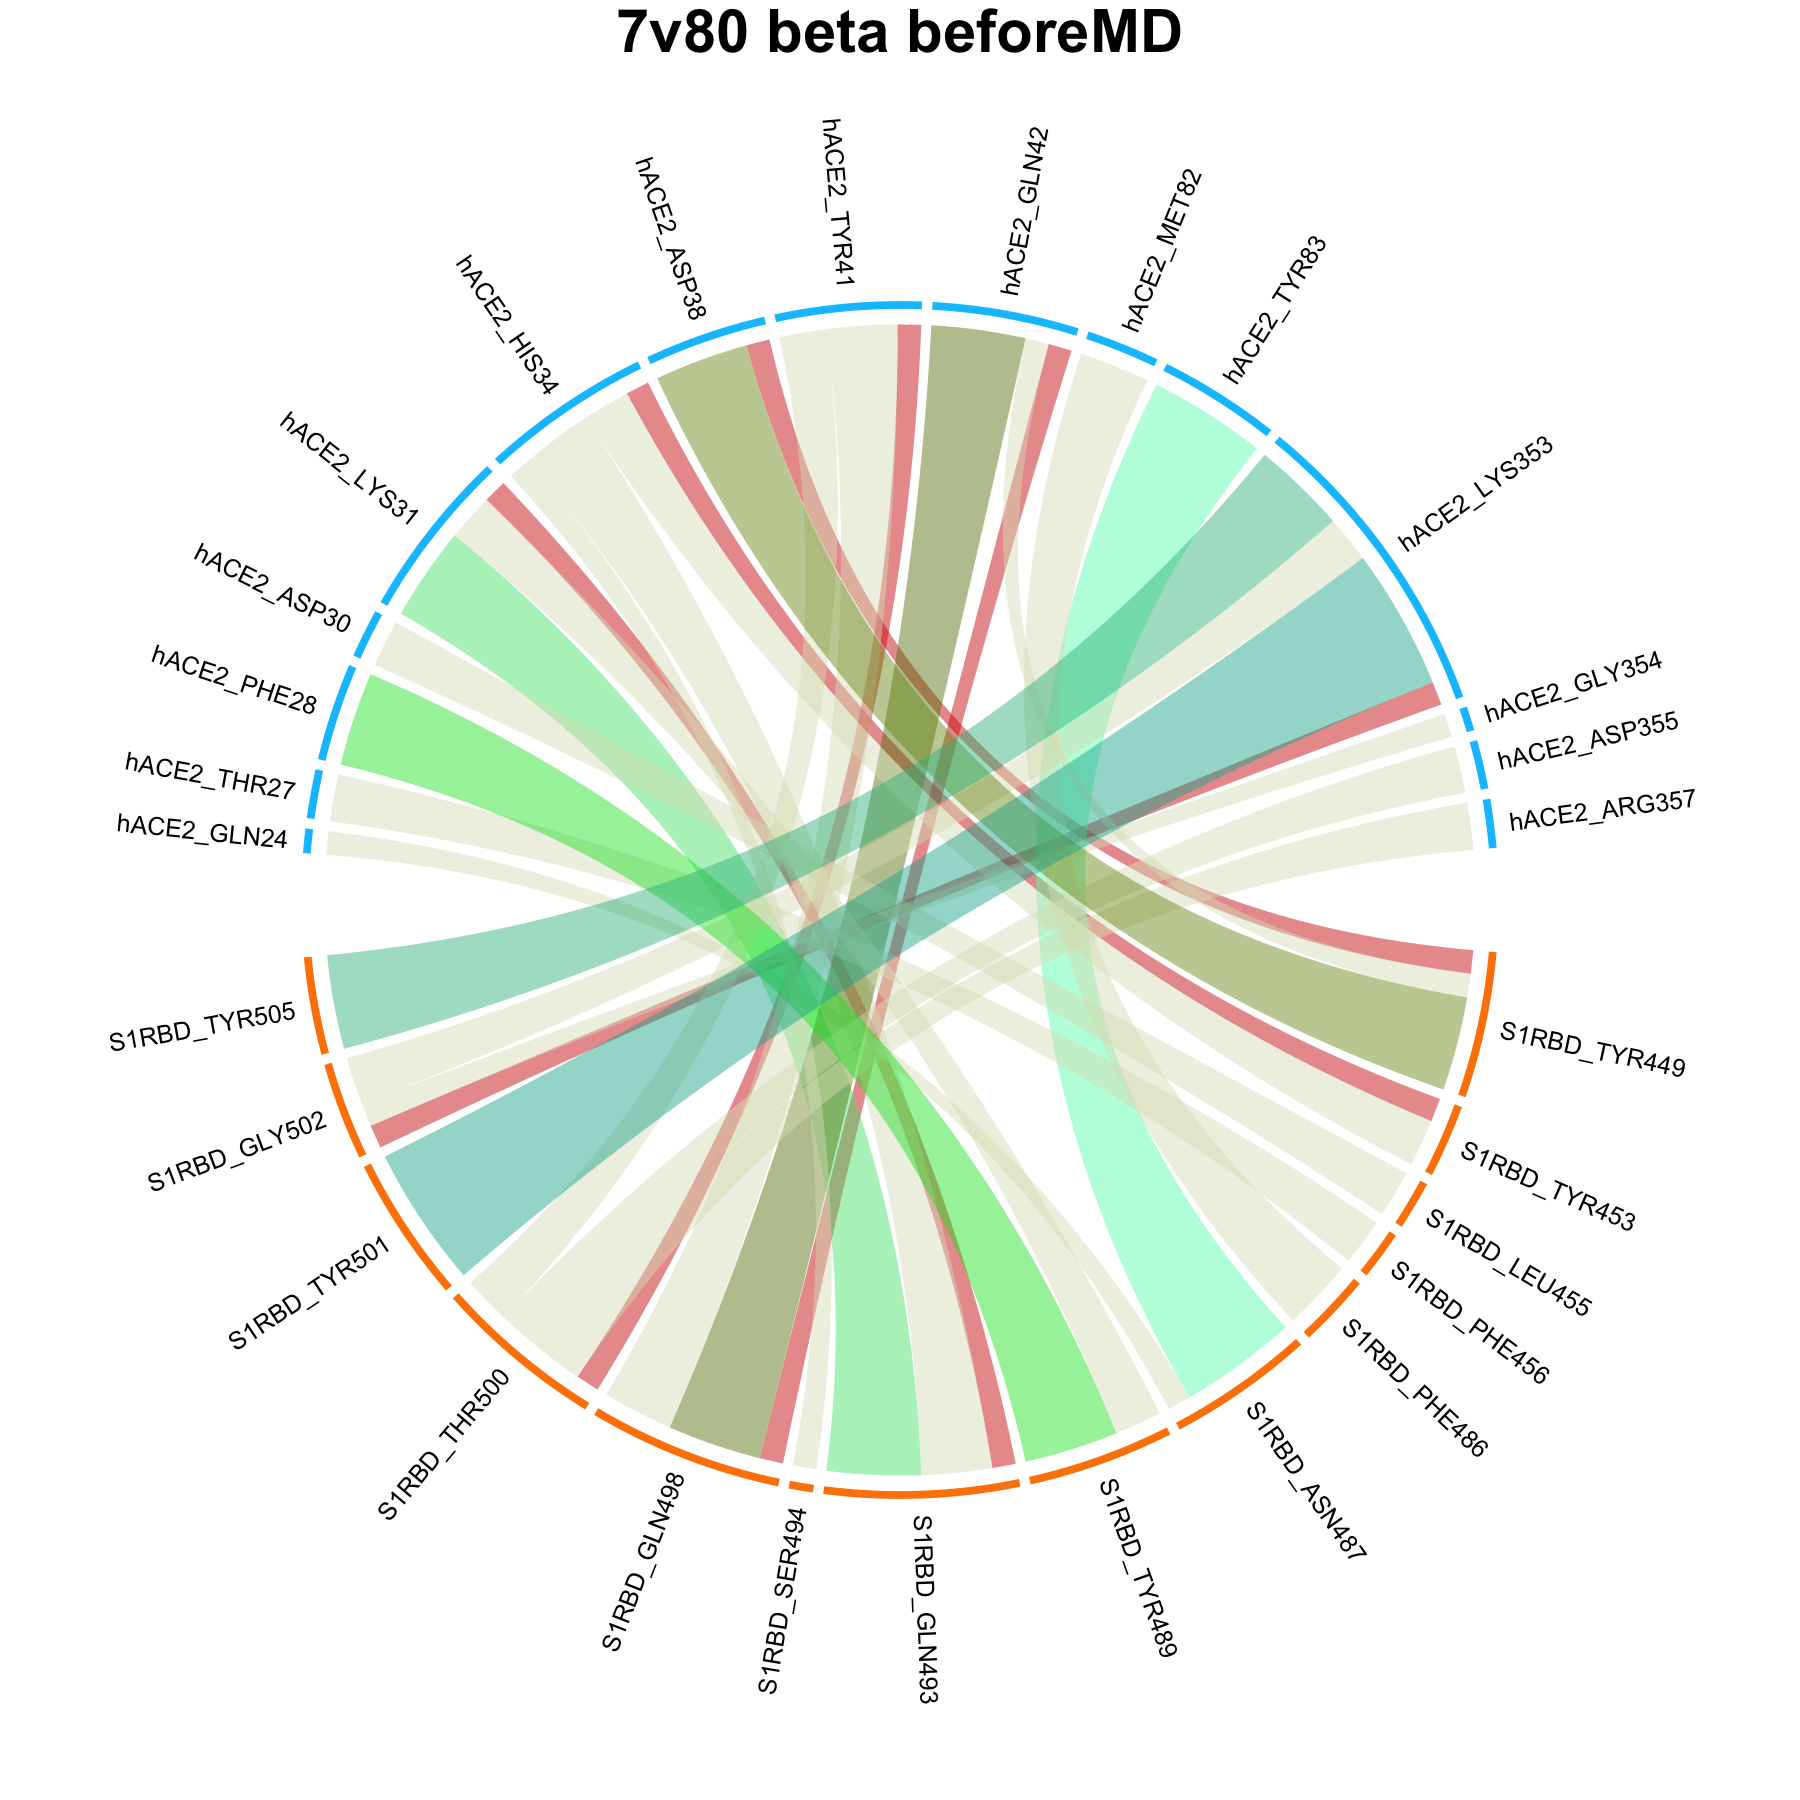 7v80 beta beforeMD
hACE2_GLN24
hACE2_THR27
hACE2_PHE28
hACE2_ASP30
hACE2_LYS31
hACE2_HIS34
hACE2_ASP38
hACE2_TYR41
hACE2_GLN42
hACE2_MET82
hACE2_TYR83
hACE2_LYS353
hACE2_GLY354
hACE2_ASP355
hACE2_ARG357
S1RBD_TYR449
S1RBD_TYR453
S1RBD_LEU455
S1RBD_PHE456
S1RBD_PHE486
S1RBD_ASN487
S1RBD_TYR489
S1RBD_GLN493
S1RBD_SER494
S1RBD_GLN498
S1RBD_THR500
S1RBD_TYR501
S1RBD_GLY502
S1RBD_TYR505